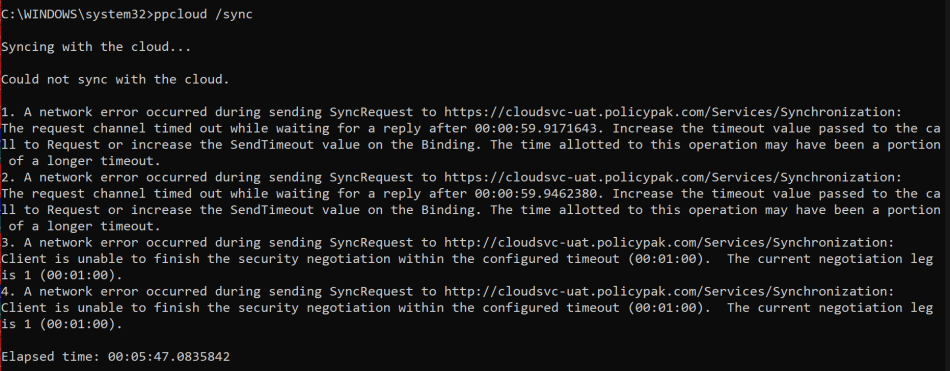 C:\WINDOWS\system32>ppcloud /sync
Syncing with the cloud...
Could not sync with the cloud.
1. A network error occurred during sending SyncRequest to https://cloudsvc-uat.policypak.com/Services/Synchronization:
The request channel timed out while waiting for a reply after 00:00:59.9171643. Increase the timeout value passed to the ca
ll to Request or increase the SendTimeout value on the Binding. The time allotted to this operation may have been a portion
of a longer timeout.
2. A network error occurred during sending SyncRequest to https://cloudsvc-uat.policypak.com/Services/Synchronization:
The request channel timed out while waiting for a reply after 00:00:59.9462380. Increase the timeout value passed to the ca
ll to Request or increase the SendTimeout value on the Binding. The time allotted to this operation may have been a portion
of a longer timeout.
3. A network error occurred during sending SyncRequest to http://cloudsvc-uat.policypak.com/Services/Synchronization:
Client is unable to finish the security negotiation within the configured timeout (00:01:00).  The current negotiation leg
is 1 (00:01:00).
4. A network error occurred during sending SyncRequest to http://cloudsvc-uat.policypak.com/Services/Synchronization:
Client is unable to finish the security negotiation within the configured timeout (00:01:00).  The current negotiation leg
is 1 (00:01:00).
Elapsed time: 00:05:47.0835842